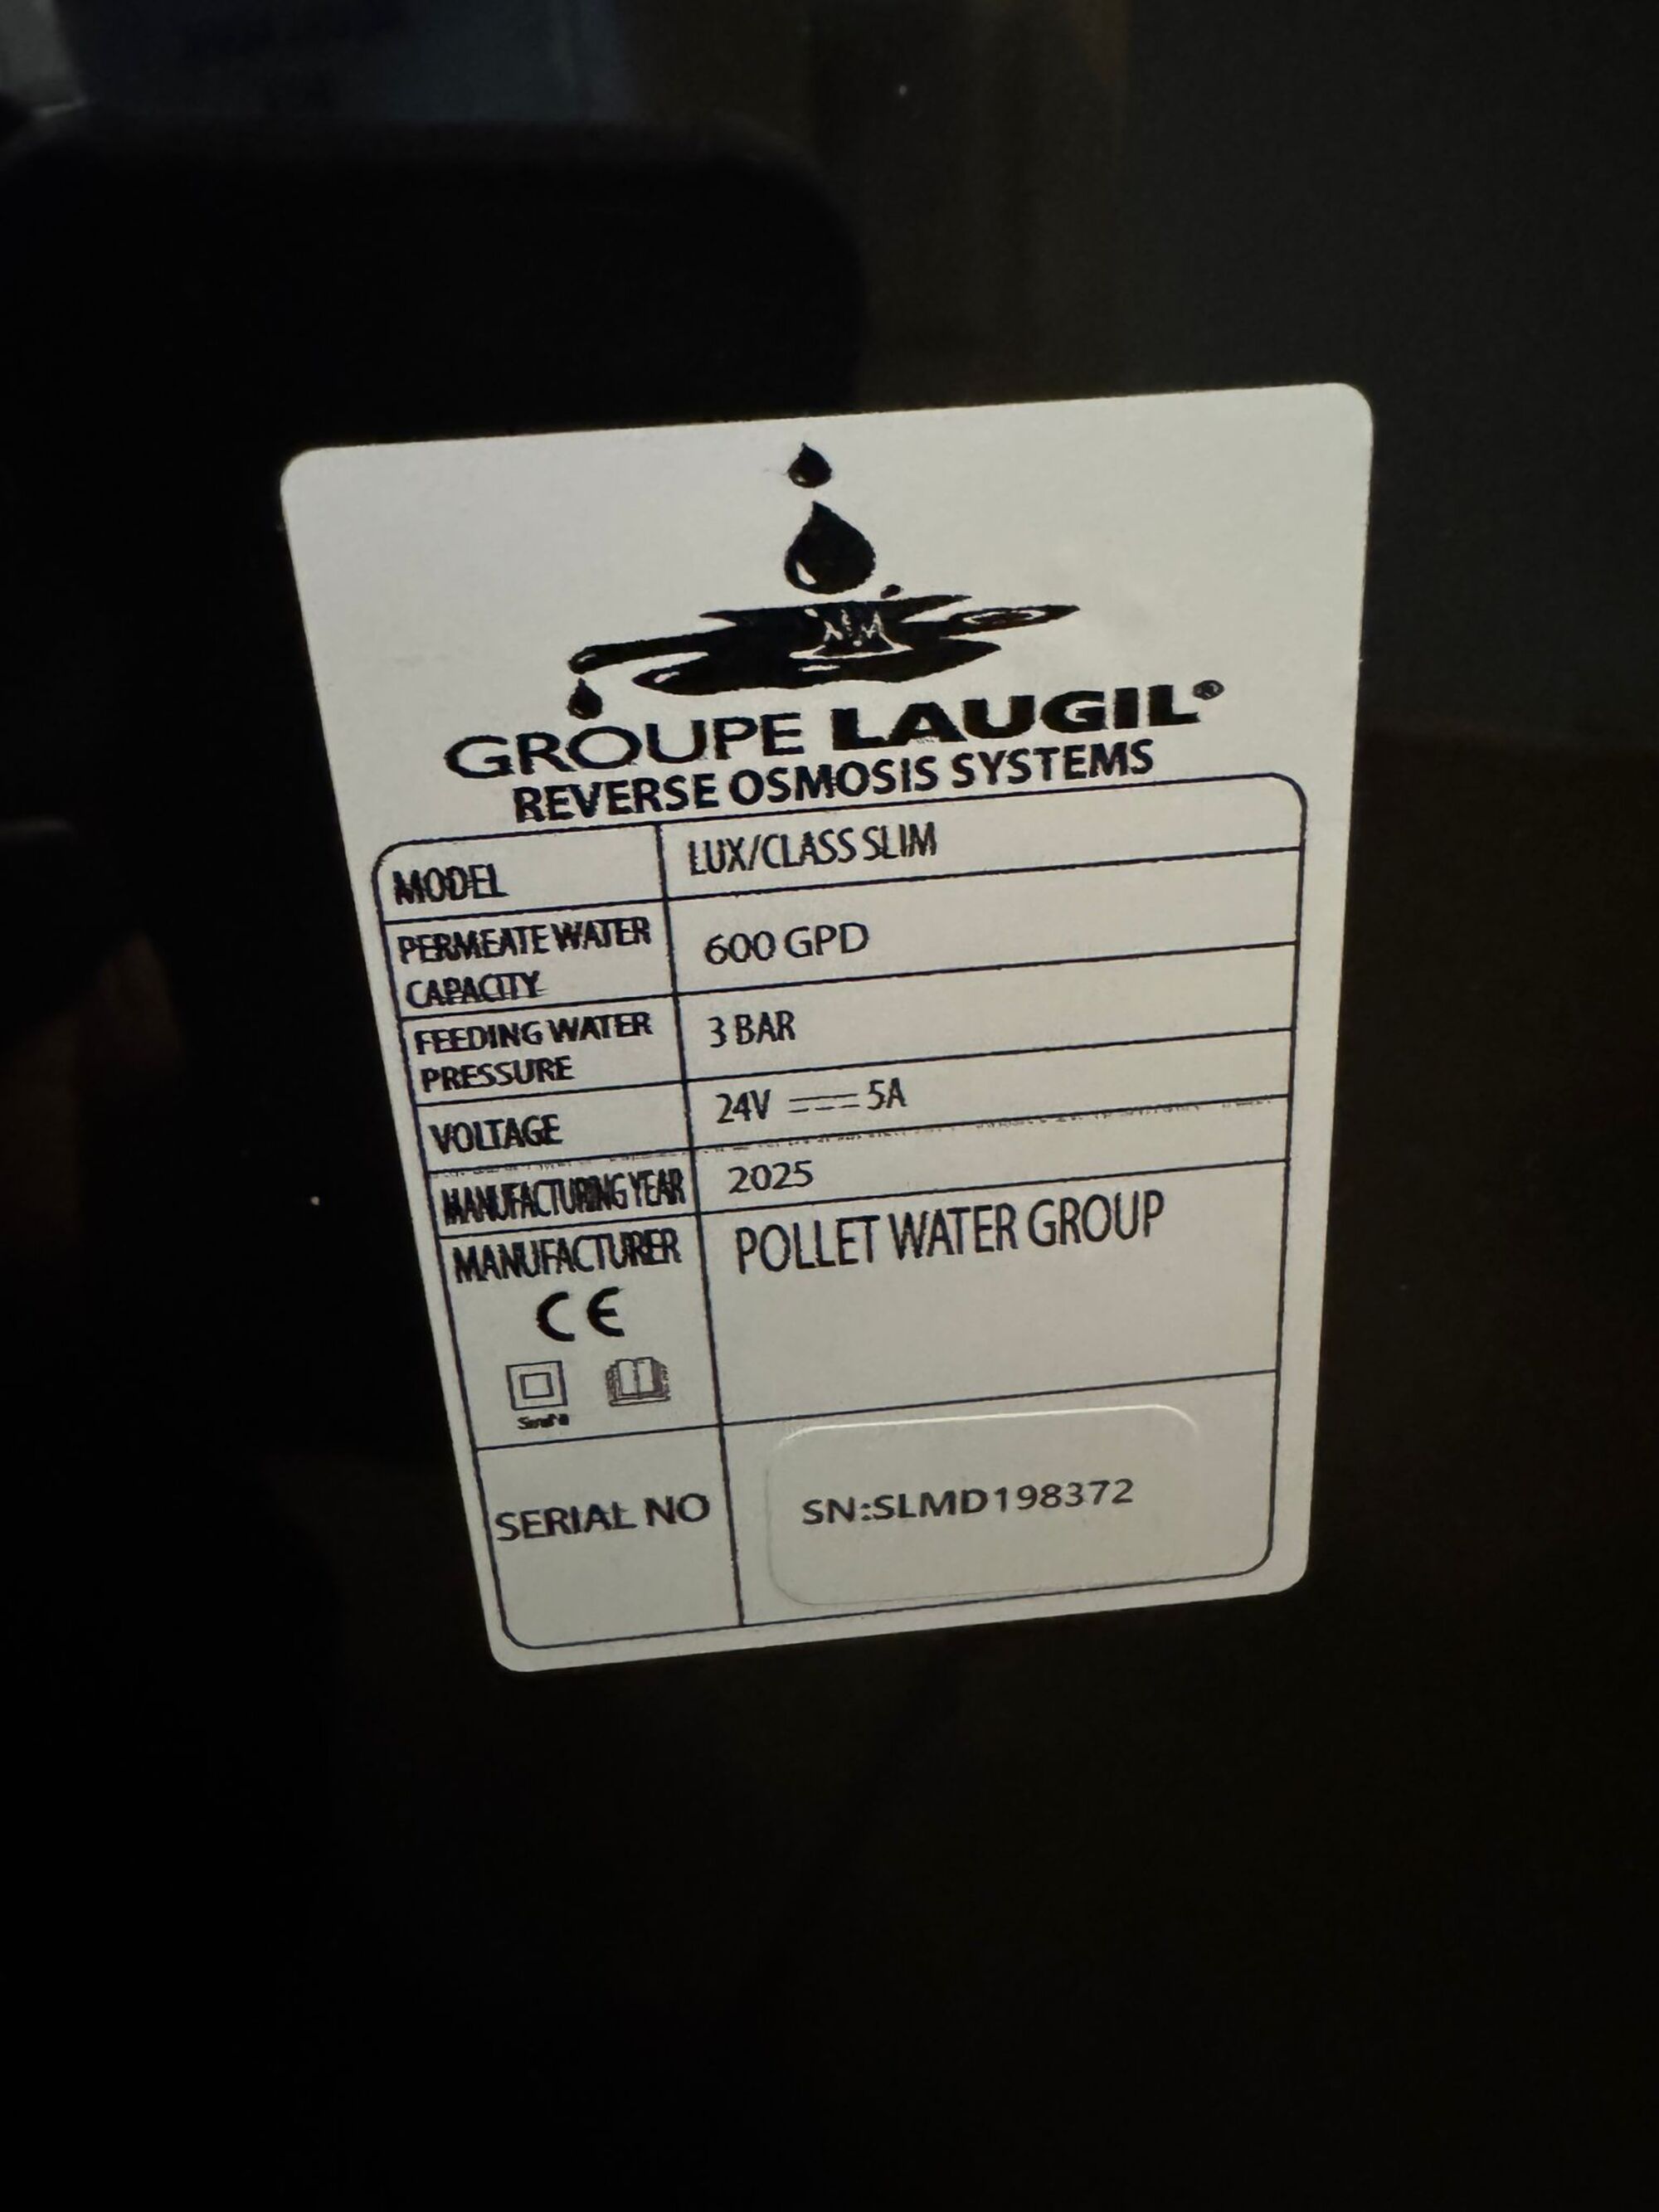 GROUPE LAUGIL®
REVERSE OSMOSIS SYSTEMS
MODEL LUX/CLASS SLIM
PERMEATE WATER CAPACITY 600 GPD
FEEDING WATER PRESSURE 3 BAR
VOLTAGE 24V 5A
MANUFACTURING YEAR 2025
MANUFACTURER POLLET WATER GROUP
CE
SERIAL NO SN:SLMD198372